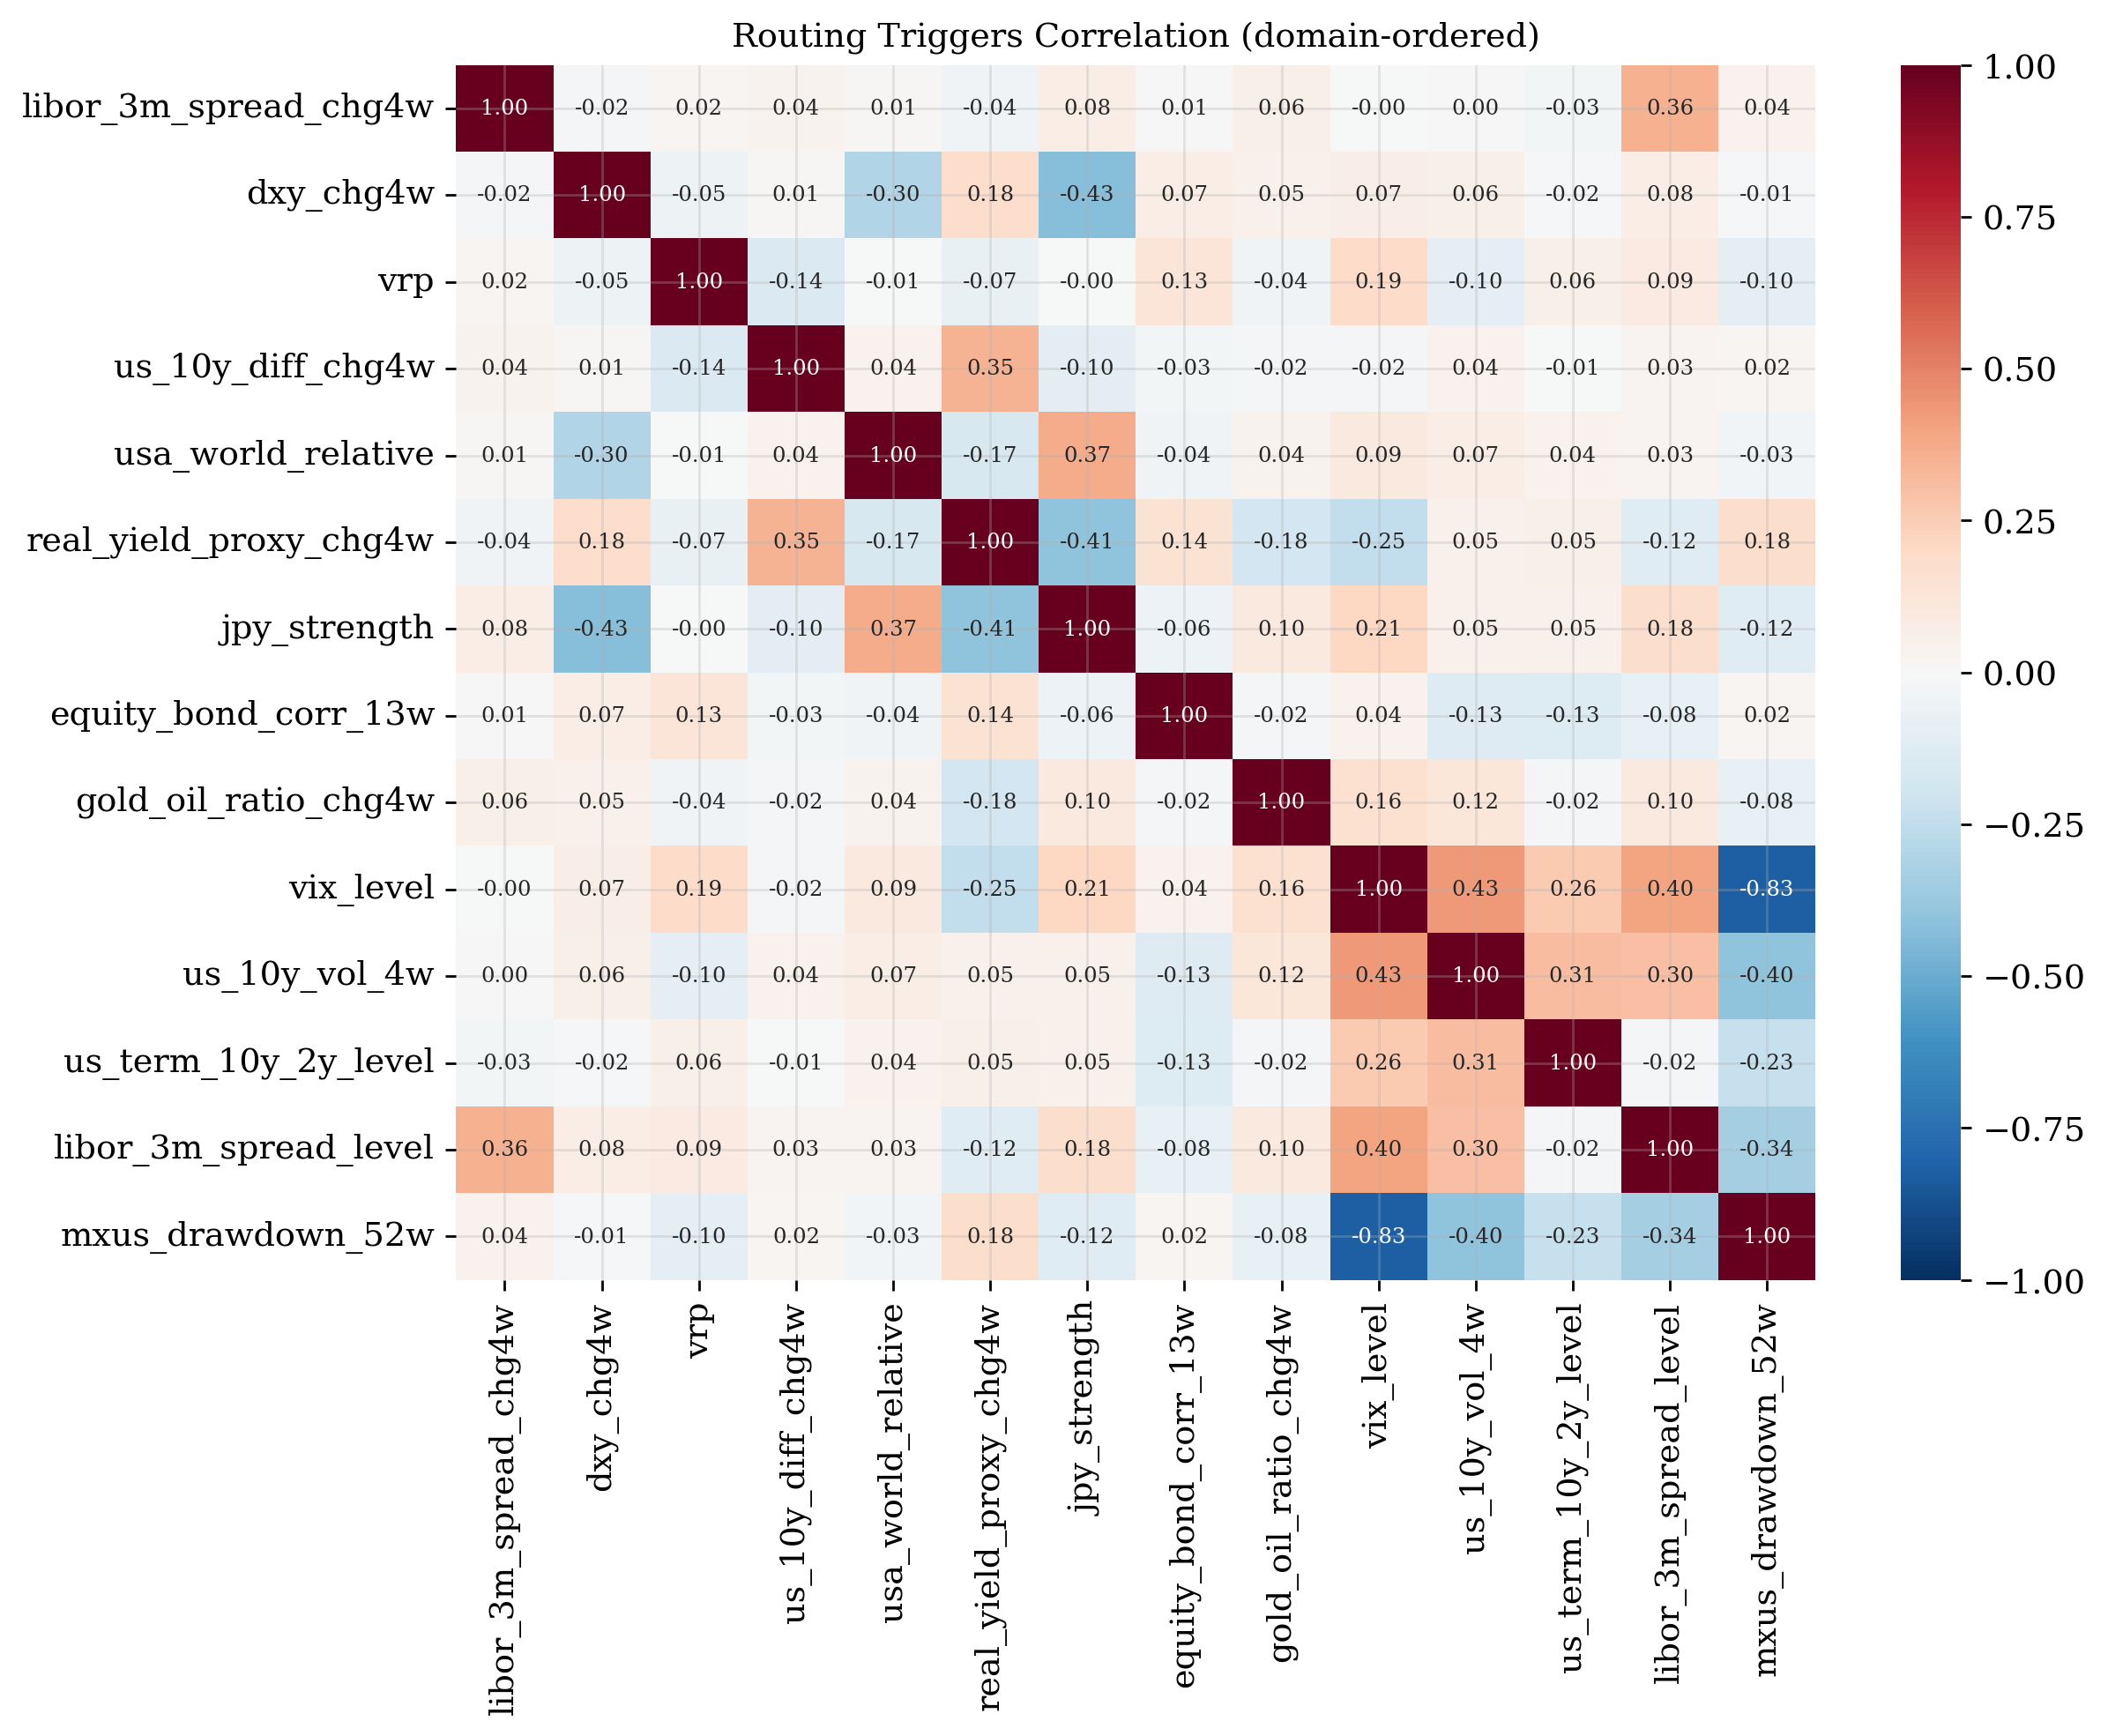 Routing Triggers Correlation (domain-ordered)
libor_3m_spread_chg4w 1.00 -0.02 0.02 0.04 0.01 -0.04 0.08 0.01 0.06 -0.00 0.00 -0.03 0.36 0.04
dxy_chg4w -0.02 1.00 -0.05 0.01 -0.30 0.18 -0.43 0.07 0.05 0.07 0.06 -0.02 0.08 -0.01
vrp 0.02 -0.05 1.00 -0.14 -0.01 -0.07 -0.00 0.13 -0.04 0.19 -0.10 0.06 0.09 -0.10
us_10y_diff_chg4w 0.04 0.01 -0.14 1.00 0.04 0.35 -0.10 -0.03 -0.02 -0.02 0.04 -0.01 0.03 0.02
usa_world_relative 0.01 -0.30 -0.01 0.04 1.00 -0.17 0.37 -0.04 0.04 0.09 0.07 0.04 0.03 -0.03
real_yield_proxy_chg4w -0.04 0.18 -0.07 0.35 -0.17 1.00 -0.41 0.14 -0.18 -0.25 0.05 0.05 -0.12 0.18
jpy_strength 0.08 -0.43 -0.00 -0.10 0.37 -0.41 1.00 -0.06 0.10 0.21 0.05 0.05 0.18 -0.12
equity_bond_corr_13w 0.01 0.07 0.13 -0.03 -0.04 0.14 -0.06 1.00 -0.02 0.04 -0.13 -0.13 -0.08 0.02
gold_oil_ratio_chg4w 0.06 0.05 -0.04 -0.02 0.04 -0.18 0.10 -0.02 1.00 0.16 0.12 -0.02 0.10 -0.08
vix_level -0.00 0.07 0.19 -0.02 0.09 -0.25 0.21 0.04 0.16 1.00 0.43 0.26 0.40 -0.83
us_10y_vol_4w 0.00 0.06 -0.10 0.04 0.07 0.05 0.05 -0.13 0.12 0.43 1.00 0.31 0.30 -0.40
us_term_10y_2y_level -0.03 -0.02 0.06 -0.01 0.04 0.05 0.05 -0.13 -0.02 0.26 0.31 1.00 -0.02 -0.23
libor_3m_spread_level 0.36 0.08 0.09 0.03 0.03 -0.12 0.18 -0.08 0.10 0.40 0.30 -0.02 1.00 -0.34
mxus_drawdown_52w 0.04 -0.01 -0.10 0.02 -0.03 0.18 -0.12 0.02 -0.08 -0.83 -0.40 -0.23 -0.34 1.00
libor_3m_spread_chg4w
dxy_chg4w
vrp
us_10y_diff_chg4w
usa_world_relative
real_yield_proxy_chg4w
jpy_strength
equity_bond_corr_13w
gold_oil_ratio_chg4w
vix_level
us_10y_vol_4w
us_term_10y_2y_level
libor_3m_spread_level
mxus_drawdown_52w
1.00
0.75
0.50
0.25
0.00
−0.25
−0.50
−0.75
−1.00